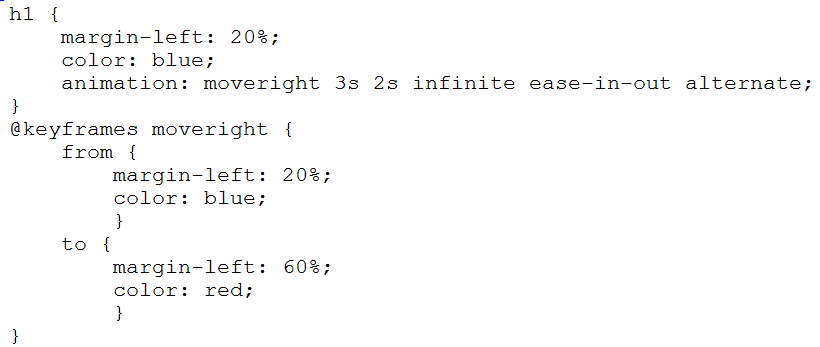 h1 {
    margin-left: 20%;
    color: blue;
    animation: moveright 3s 2s infinite ease-in-out alternate;
}
@keyframes moveright {
    from {
        margin-left: 20%;
        color: blue;
        }
    to {
        margin-left: 60%;
        color: red;
        }
}